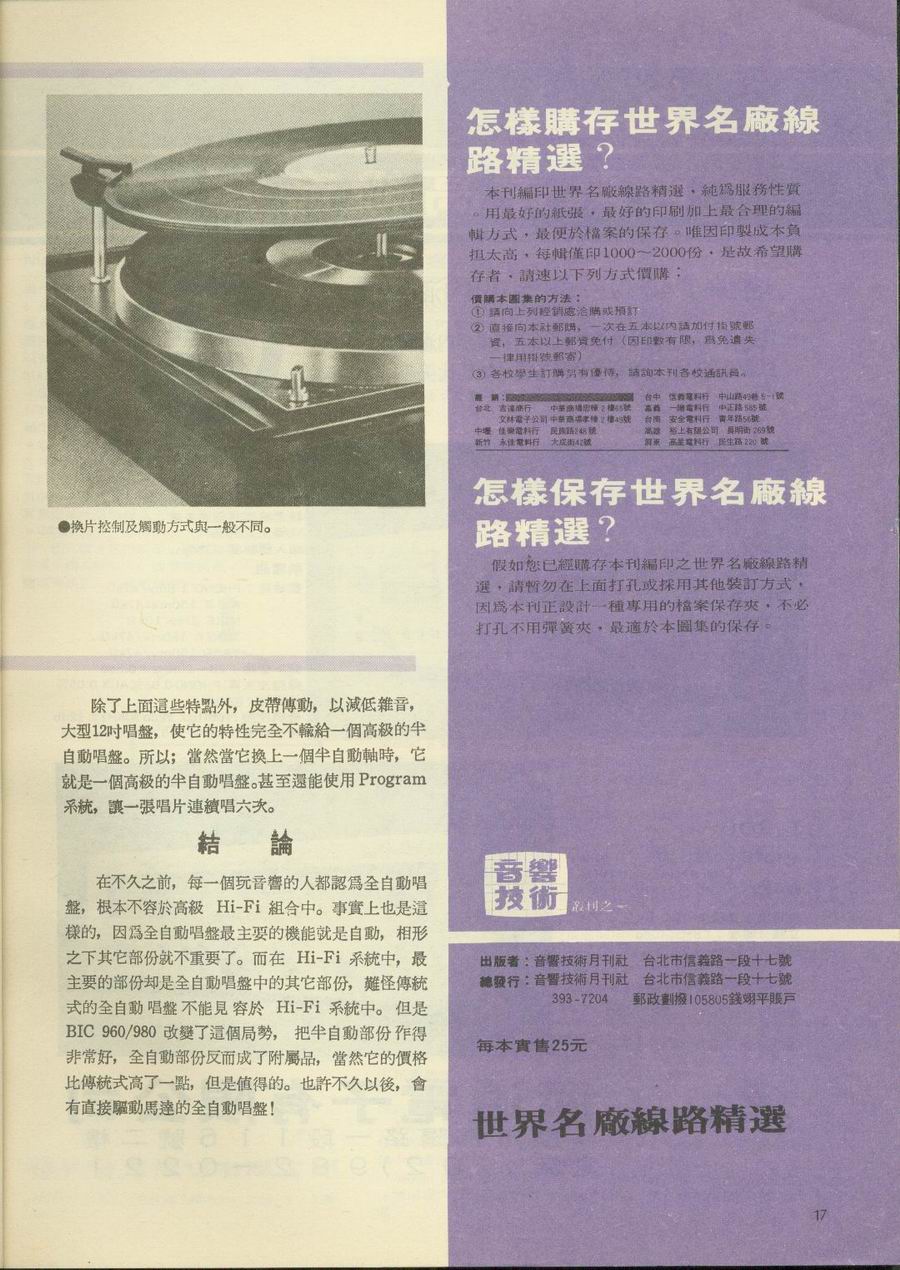 ●換片控制及觸動方式與一般不同。
除了上面這些特點外，皮帶傳動，以減低雜音，
大型12吋唱盤，使它的特性完全不輸給一個高級的半
自動唱盤。所以；當然當它換上一個半自動軸時，它
就是一個高級的半自動唱盤。甚至還能使用 Program
系統，讓一張唱片連續唱六次。
結　論
在不久之前，每一個玩音響的人都認爲全自動唱
盤，根本不容於高級 Hi-Fi 組合中。事實上也是這
樣的，因爲全自動唱盤最主要的機能就是自動，相形
之下其它部份就不重要了。而在 Hi-Fi 系統中，最
主要的部份却是全自動唱盤中的其它部份，難怪傳統
式的全自動唱盤不能見容於 Hi-Fi 系統中。但是
BIC 960/980 改變了這個局勢，把半自動部份作得
非常好，全自動部份反而成了附屬品，當然它的價格
比傳統式高了一點，但是值得的。也許不久以後，會
有直接驅動馬達的全自動唱盤！
怎樣購存世界名廠線
路精選？
本刊編印世界名廠線路精選，純爲服務性質
。用最好的紙張，最好的印刷加上最合理的編
輯方式，最便於檔案的保存。唯因印製成本負
担太高，每輯僅印1000～2000份，是故希望購
存者，請速以下列方式價購：
價購本圖集的方法：
① 請向上列經銷處洽購或預訂
② 直接向本社郵購，一次在五本以內請加付掛號郵
資，五本以上郵資免付（因印數有限，爲免遺失
一律用掛號郵寄）
③ 各校學生訂購另有優待，請詢本刊各校通訊員。
台北 吉達商行 中華商場忠棟2樓65號
文林電子公司 中華商場孝棟2樓49號
中壢 佳樂電料行 民族路248號
新竹 永佳電料行 大成街42號
台中 信義電料行 中山路49巷5-1號
嘉義 一陽電料行 中正路585號
台南 安全電料行 青年路56號
高雄 裕上有限公司 長明街269號
屏東 高星電料行 民生路220號
怎樣保存世界名廠線
路精選？
假如您已經購存本刊編印之世界名廠線路精
選，請暫勿在上面打孔或採用其他裝訂方式，
因爲本刊正設計一種專用的檔案保存夾，不必
打孔不用彈簧夾，最適於本圖集的保存。
音響
技術 叢刊之一
出版者：音響技術月刊社 台北市信義路一段十七號
總發行：音響技術月刊社 台北市信義路一段十七號
393-7204 郵政劃撥105805錢翊平賬戶
每本實售25元
世界名廠線路精選
17